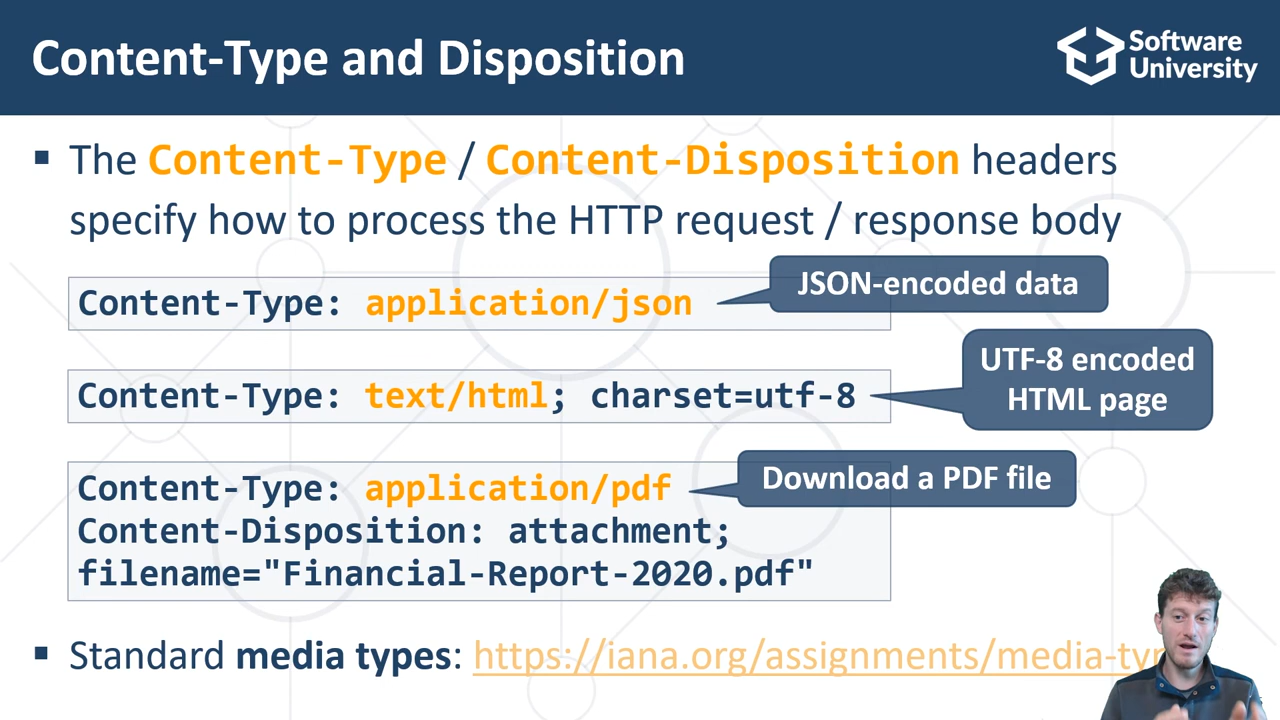 Content-Type and Disposition
Software
University
▪ The Content-Type / Content-Disposition headers
specify how to process the HTTP request / response body
Content-Type: application/json
JSON-encoded data
Content-Type: text/html; charset=utf-8
UTF-8 encoded
HTML page
Content-Type: application/pdf
Download a PDF file
Content-Disposition: attachment;
filename="Financial-Report-2020.pdf"
▪ Standard media types: https://iana.org/assignments/media-typ